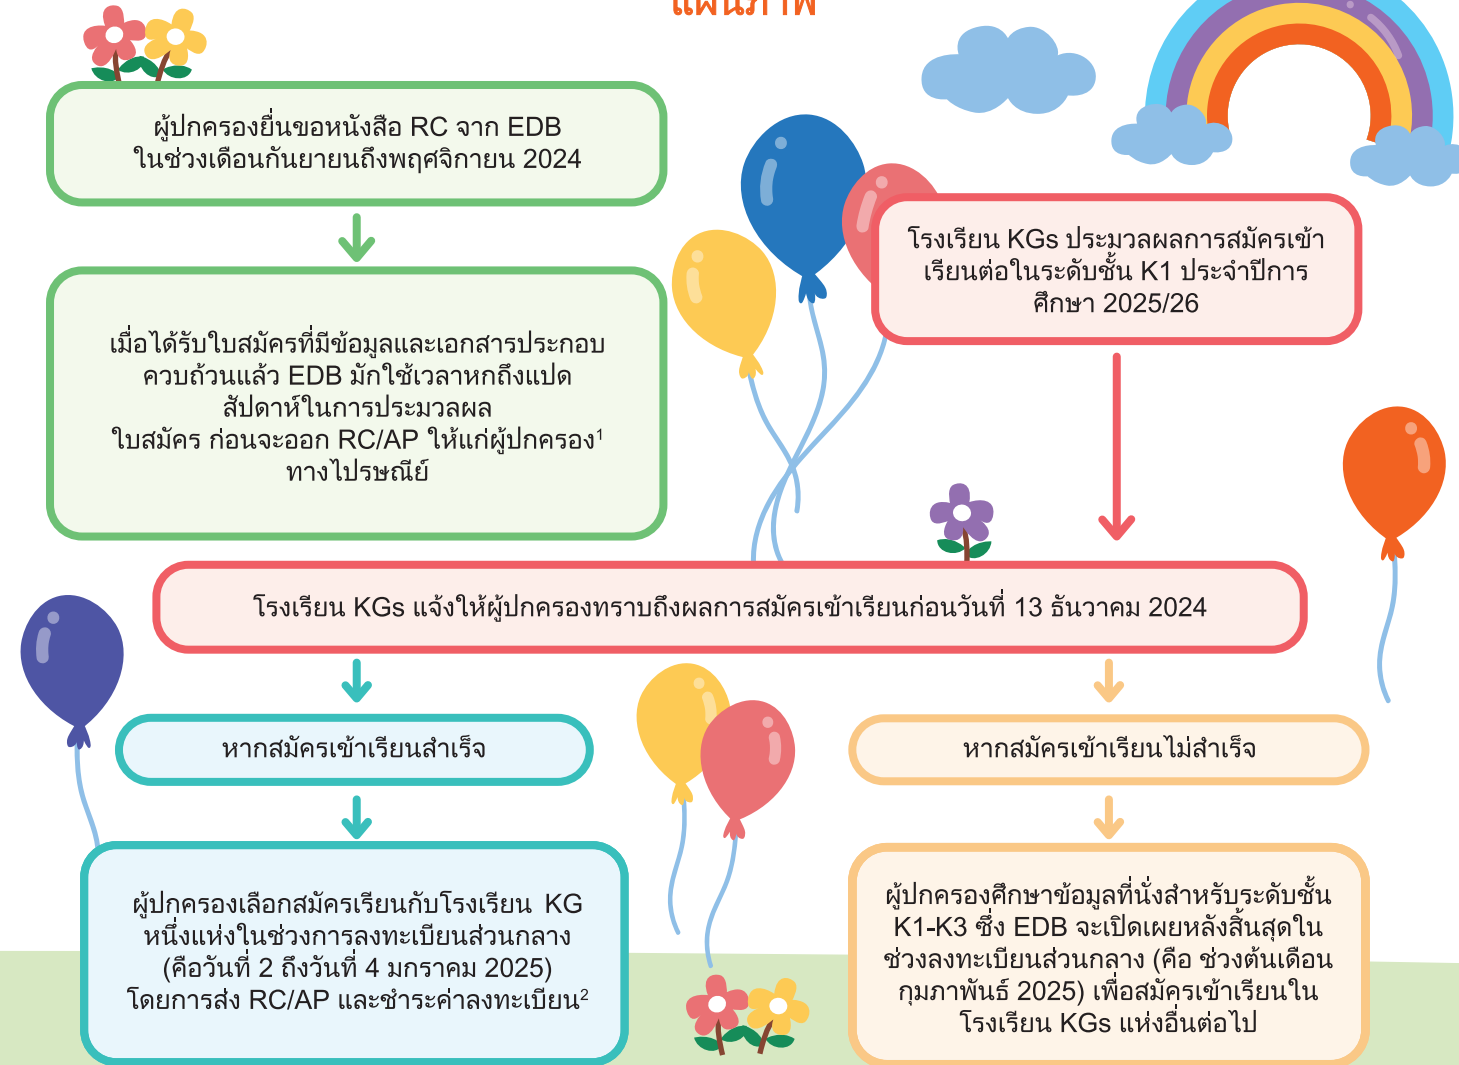 แผนภาพ
ผู้ปกครองยื่นขอหนังสือ RC จาก EDB
ในช่วงเดือนกันยายนถึงพฤศจิกายน 2024
เมื่อได้รับใบสมัครที่มีข้อมูลและเอกสารประกอบ
ควบถ้วนแล้ว EDB มักใช้เวลาหกถึงแปด
สัปดาห์ในการประมวลผล
ใบสมัคร ก่อนจะออก RC/AP ให้แก่ผู้ปกครอง¹
ทางไปรษณีย์
โรงเรียน KGs ประมวลผลการสมัครเข้า
เรียนต่อในระดับชั้น K1 ประจำปีการ
ศึกษา 2025/26
โรงเรียน KGs แจ้งให้ผู้ปกครองทราบถึงผลการสมัครเข้าเรียนก่อนวันที่ 13 ธันวาคม 2024
หากสมัครเข้าเรียนสำเร็จ
ผู้ปกครองเลือกสมัครเรียนกับโรงเรียน KG
หนึ่งแห่งในช่วงการลงทะเบียนส่วนกลาง
(คือวันที่ 2 ถึงวันที่ 4 มกราคม 2025)
โดยการส่ง RC/AP และชำระค่าลงทะเบียน²
หากสมัครเข้าเรียนไม่สำเร็จ
ผู้ปกครองศึกษาข้อมูลที่นั่งสำหรับระดับชั้น
K1-K3 ซึ่ง EDB จะเปิดเผยหลังสิ้นสุดใน
ช่วงลงทะเบียนส่วนกลาง (คือ ช่วงต้นเดือน
กุมภาพันธ์ 2025) เพื่อสมัครเข้าเรียนใน
โรงเรียน KGs แห่งอื่นต่อไป